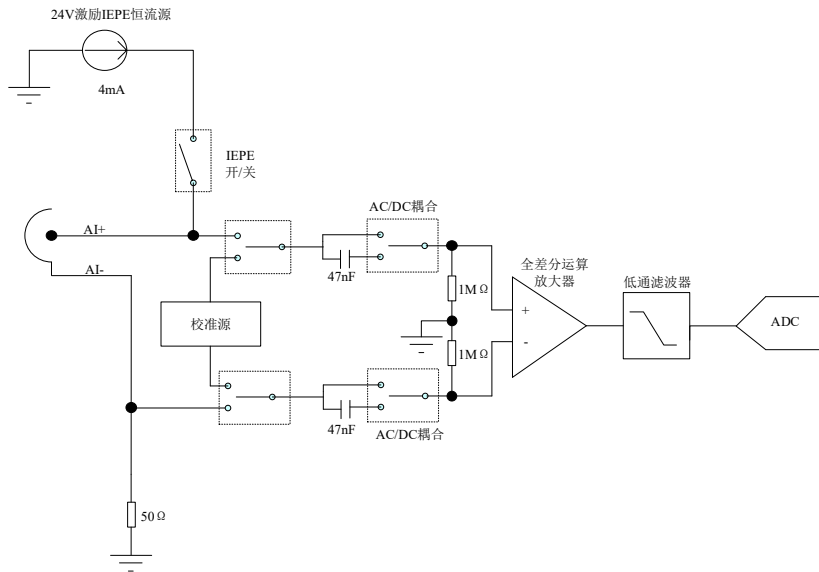 24V激励IEPE恒流源
4mA
IEPE
开/关
AC/DC耦合
AI+
AI-
47nF
1MΩ
全差分运算
放大器
低通滤波器
+
-
ADC
校准源
1MΩ
47nF
AC/DC耦合
50Ω